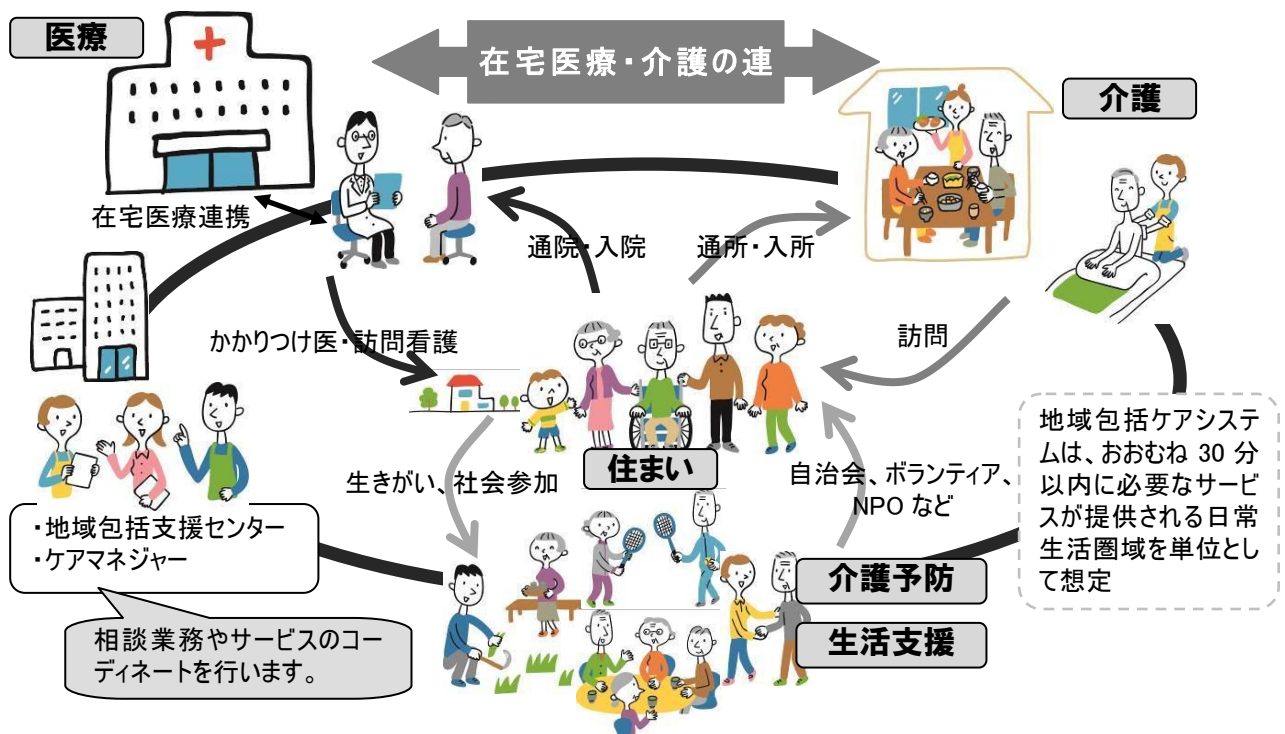 医療
在宅医療・介護の連
介護
在宅医療連携
通院・入院
通所・入所
かかりつけ医・訪問看護
訪問
住まい
生きがい、社会参加
自治会、ボランティア、
NPO など
地域包括ケアシステ
ムは、おおむね 30 分
以内に必要なサービ
スが提供される日常
生活圏域を単位とし
て想定
・地域包括支援センター
・ケアマネジャー
介護予防
生活支援
相談業務やサービスのコー
ディネートを行います。